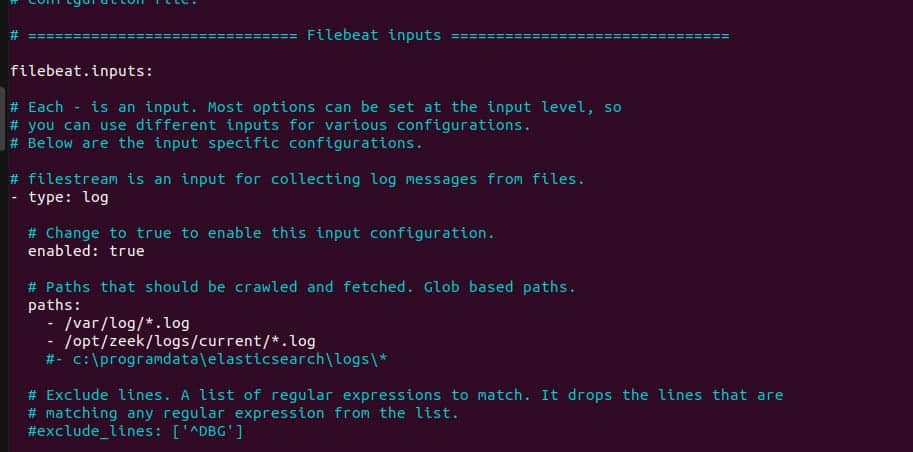 # Configuration file.
# ============================== Filebeat inputs ===============================
filebeat.inputs:
# Each - is an input. Most options can be set at the input level, so
# you can use different inputs for various configurations.
# Below are the input specific configurations.
# filestream is an input for collecting log messages from files.
- type: log
  # Change to true to enable this input configuration.
  enabled: true
  # Paths that should be crawled and fetched. Glob based paths.
  paths:
    - /var/log/*.log
    - /opt/zeek/logs/current/*.log
    #- c:\programdata\elasticsearch\logs\*
  # Exclude lines. A list of regular expressions to match. It drops the lines that are
  # matching any regular expression from the list.
  #exclude_lines: ['^DBG']